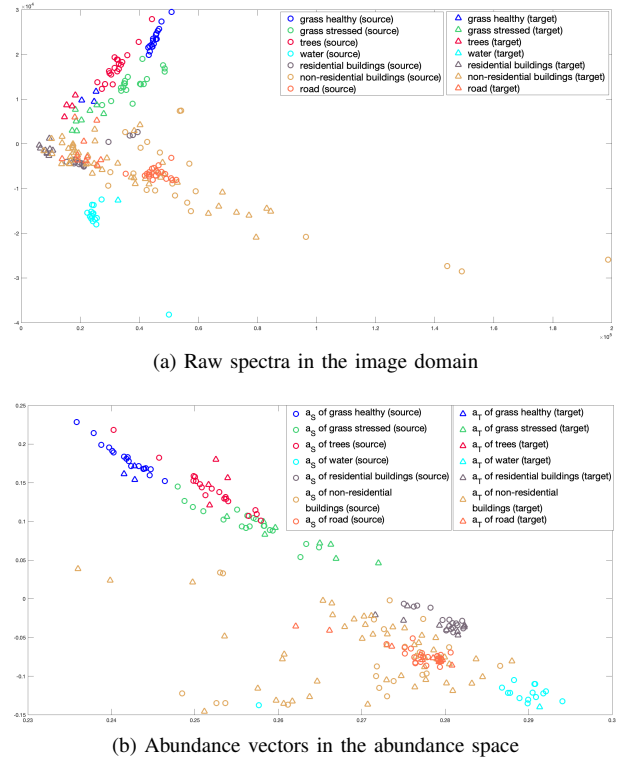 3 ×10⁴
grass healthy (source)
grass stressed (source)
trees (source)
water (source)
residential buildings (source)
non-residential buildings (source)
road (source)
grass healthy (target)
grass stressed (target)
trees (target)
water (target)
residential buildings (target)
non-residential buildings (target)
road (target)
2
1
0
-1
-2
-3
-4
0 0.2 0.4 0.6 0.8 1 1.2 1.4 1.6 1.8 2
×10⁵
(a) Raw spectra in the image domain
0.25
a_S of grass healthy (source)
a_S of grass stressed (source)
a_S of trees (source)
a_S of water (source)
a_S of residential buildings (source)
a_S of non-residential
buildings (source)
a_S of road (source)
a_T of grass healthy (target)
a_T of grass stressed (target)
a_T of trees (target)
a_T of water (target)
a_T of residential buildings (target)
a_T of non-residential
buildings (target)
a_T of road (target)
0.2
0.15
0.1
0.05
0
-0.05
-0.1
-0.15
0.23 0.24 0.25 0.26 0.27 0.28 0.29 0.3
(b) Abundance vectors in the abundance space